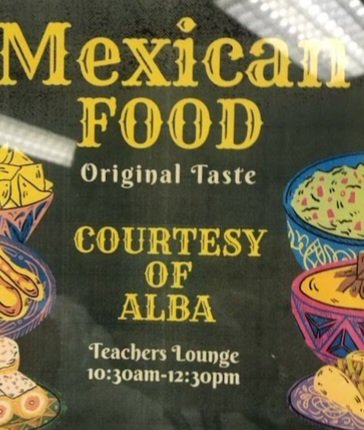 Mexican
FOOD
Original Taste
COURTESY
OF
ALBA
Teachers Lounge
10:30am-12:30pm